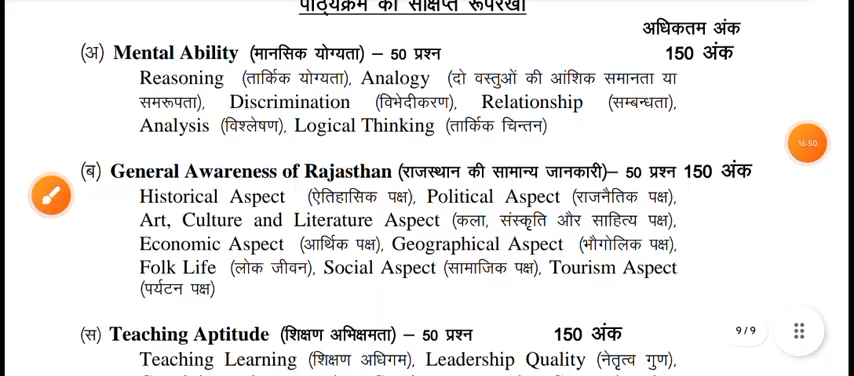 पाठ्यक्रम की संक्षिप्त रूपरेखा
अधिकतम अंक
(अ) Mental Ability (मानसिक योग्यता) – 50 प्रश्न 150 अंक
Reasoning (तार्किक योग्यता), Analogy (दो वस्तुओं की आंशिक समानता या
समरूपता), Discrimination (विभेदीकरण), Relationship (सम्बन्धता),
Analysis (विश्लेषण), Logical Thinking (तार्किक चिन्तन)
16:50
(ब) General Awareness of Rajasthan (राजस्थान की सामान्य जानकारी)– 50 प्रश्न 150 अंक
Historical Aspect (ऐतिहासिक पक्ष), Political Aspect (राजनैतिक पक्ष),
Art, Culture and Literature Aspect (कला, संस्कृति और साहित्य पक्ष),
Economic Aspect (आर्थिक पक्ष), Geographical Aspect (भौगोलिक पक्ष),
Folk Life (लोक जीवन), Social Aspect (सामाजिक पक्ष), Tourism Aspect
(पर्यटन पक्ष)
9/9
(स) Teaching Aptitude (शिक्षण अभिक्षमता) – 50 प्रश्न 150 अंक
Teaching Learning (शिक्षण अधिगम), Leadership Quality (नेतृत्व गुण),